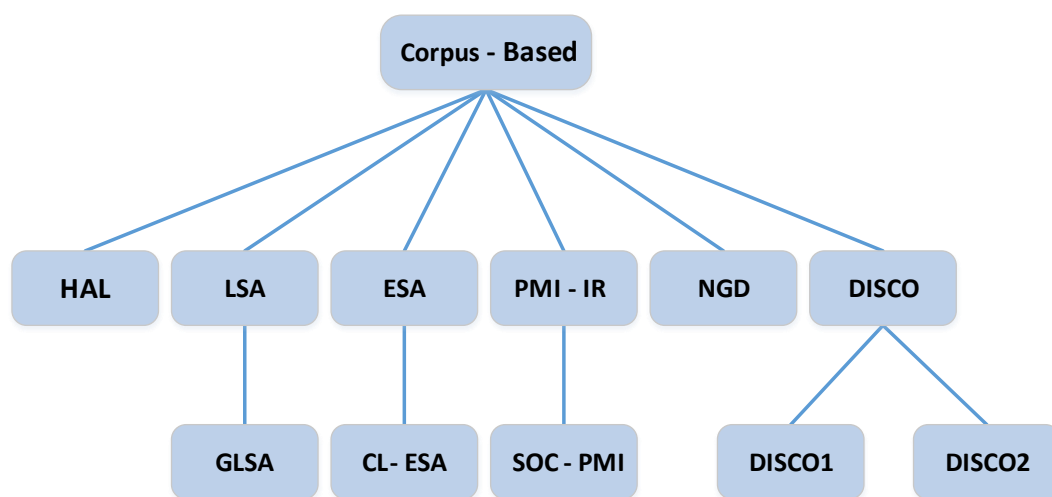 Corpus - Based
HAL
LSA
ESA
PMI - IR
NGD
DISCO
GLSA
CL- ESA
SOC - PMI
DISCO1
DISCO2